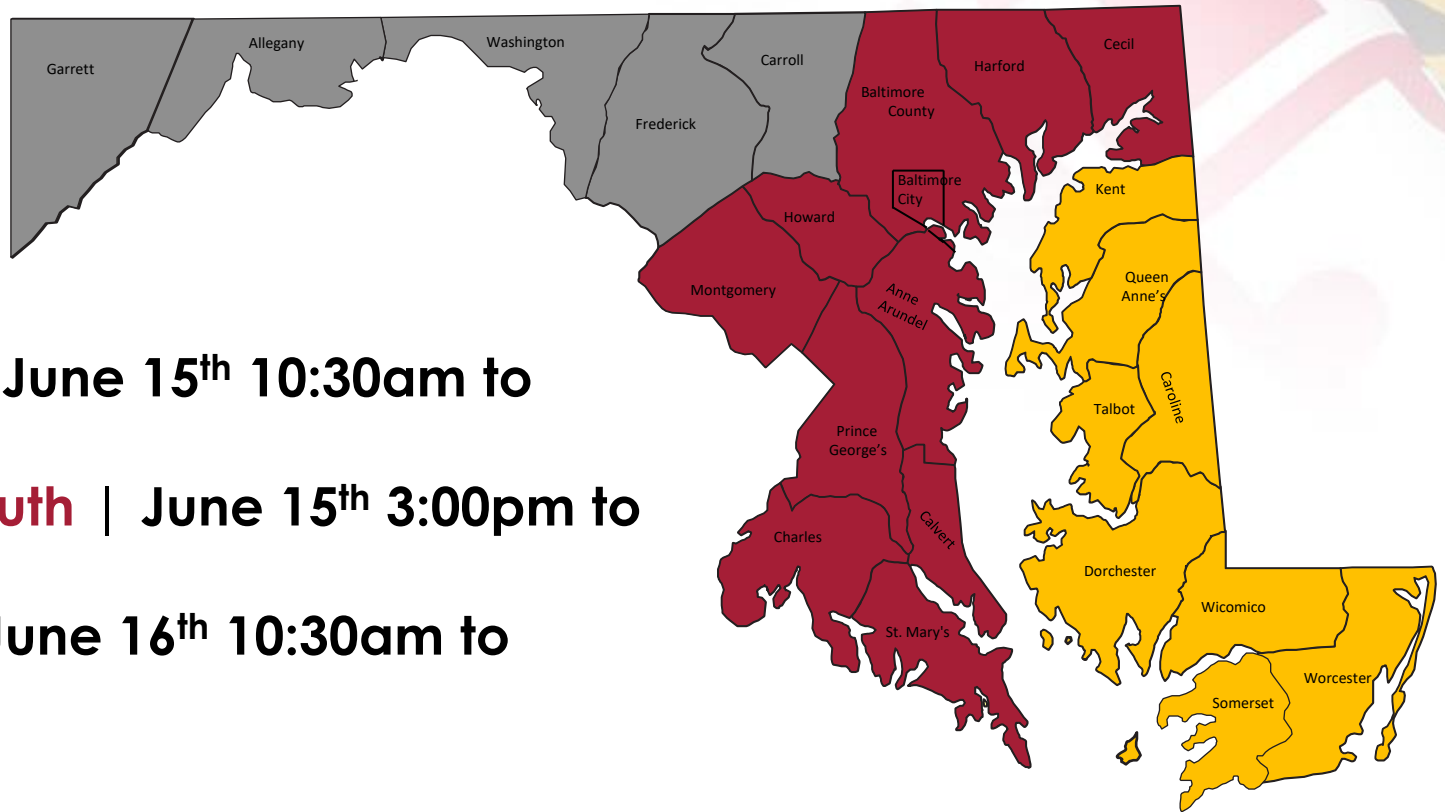 Garrett
Allegany
Washington
Frederick
Carroll
Baltimore
County
Harford
Cecil
Baltimore
City
Howard
Montgomery
Anne
Arundel
Kent
Queen
Anne's
Caroline
Talbot
Prince
George's
Charles
Calvert
St. Mary's
Dorchester
Wicomico
Worcester
Somerset
June 15th 10:30am to
uth | June 15th 3:00pm to
June 16th 10:30am to